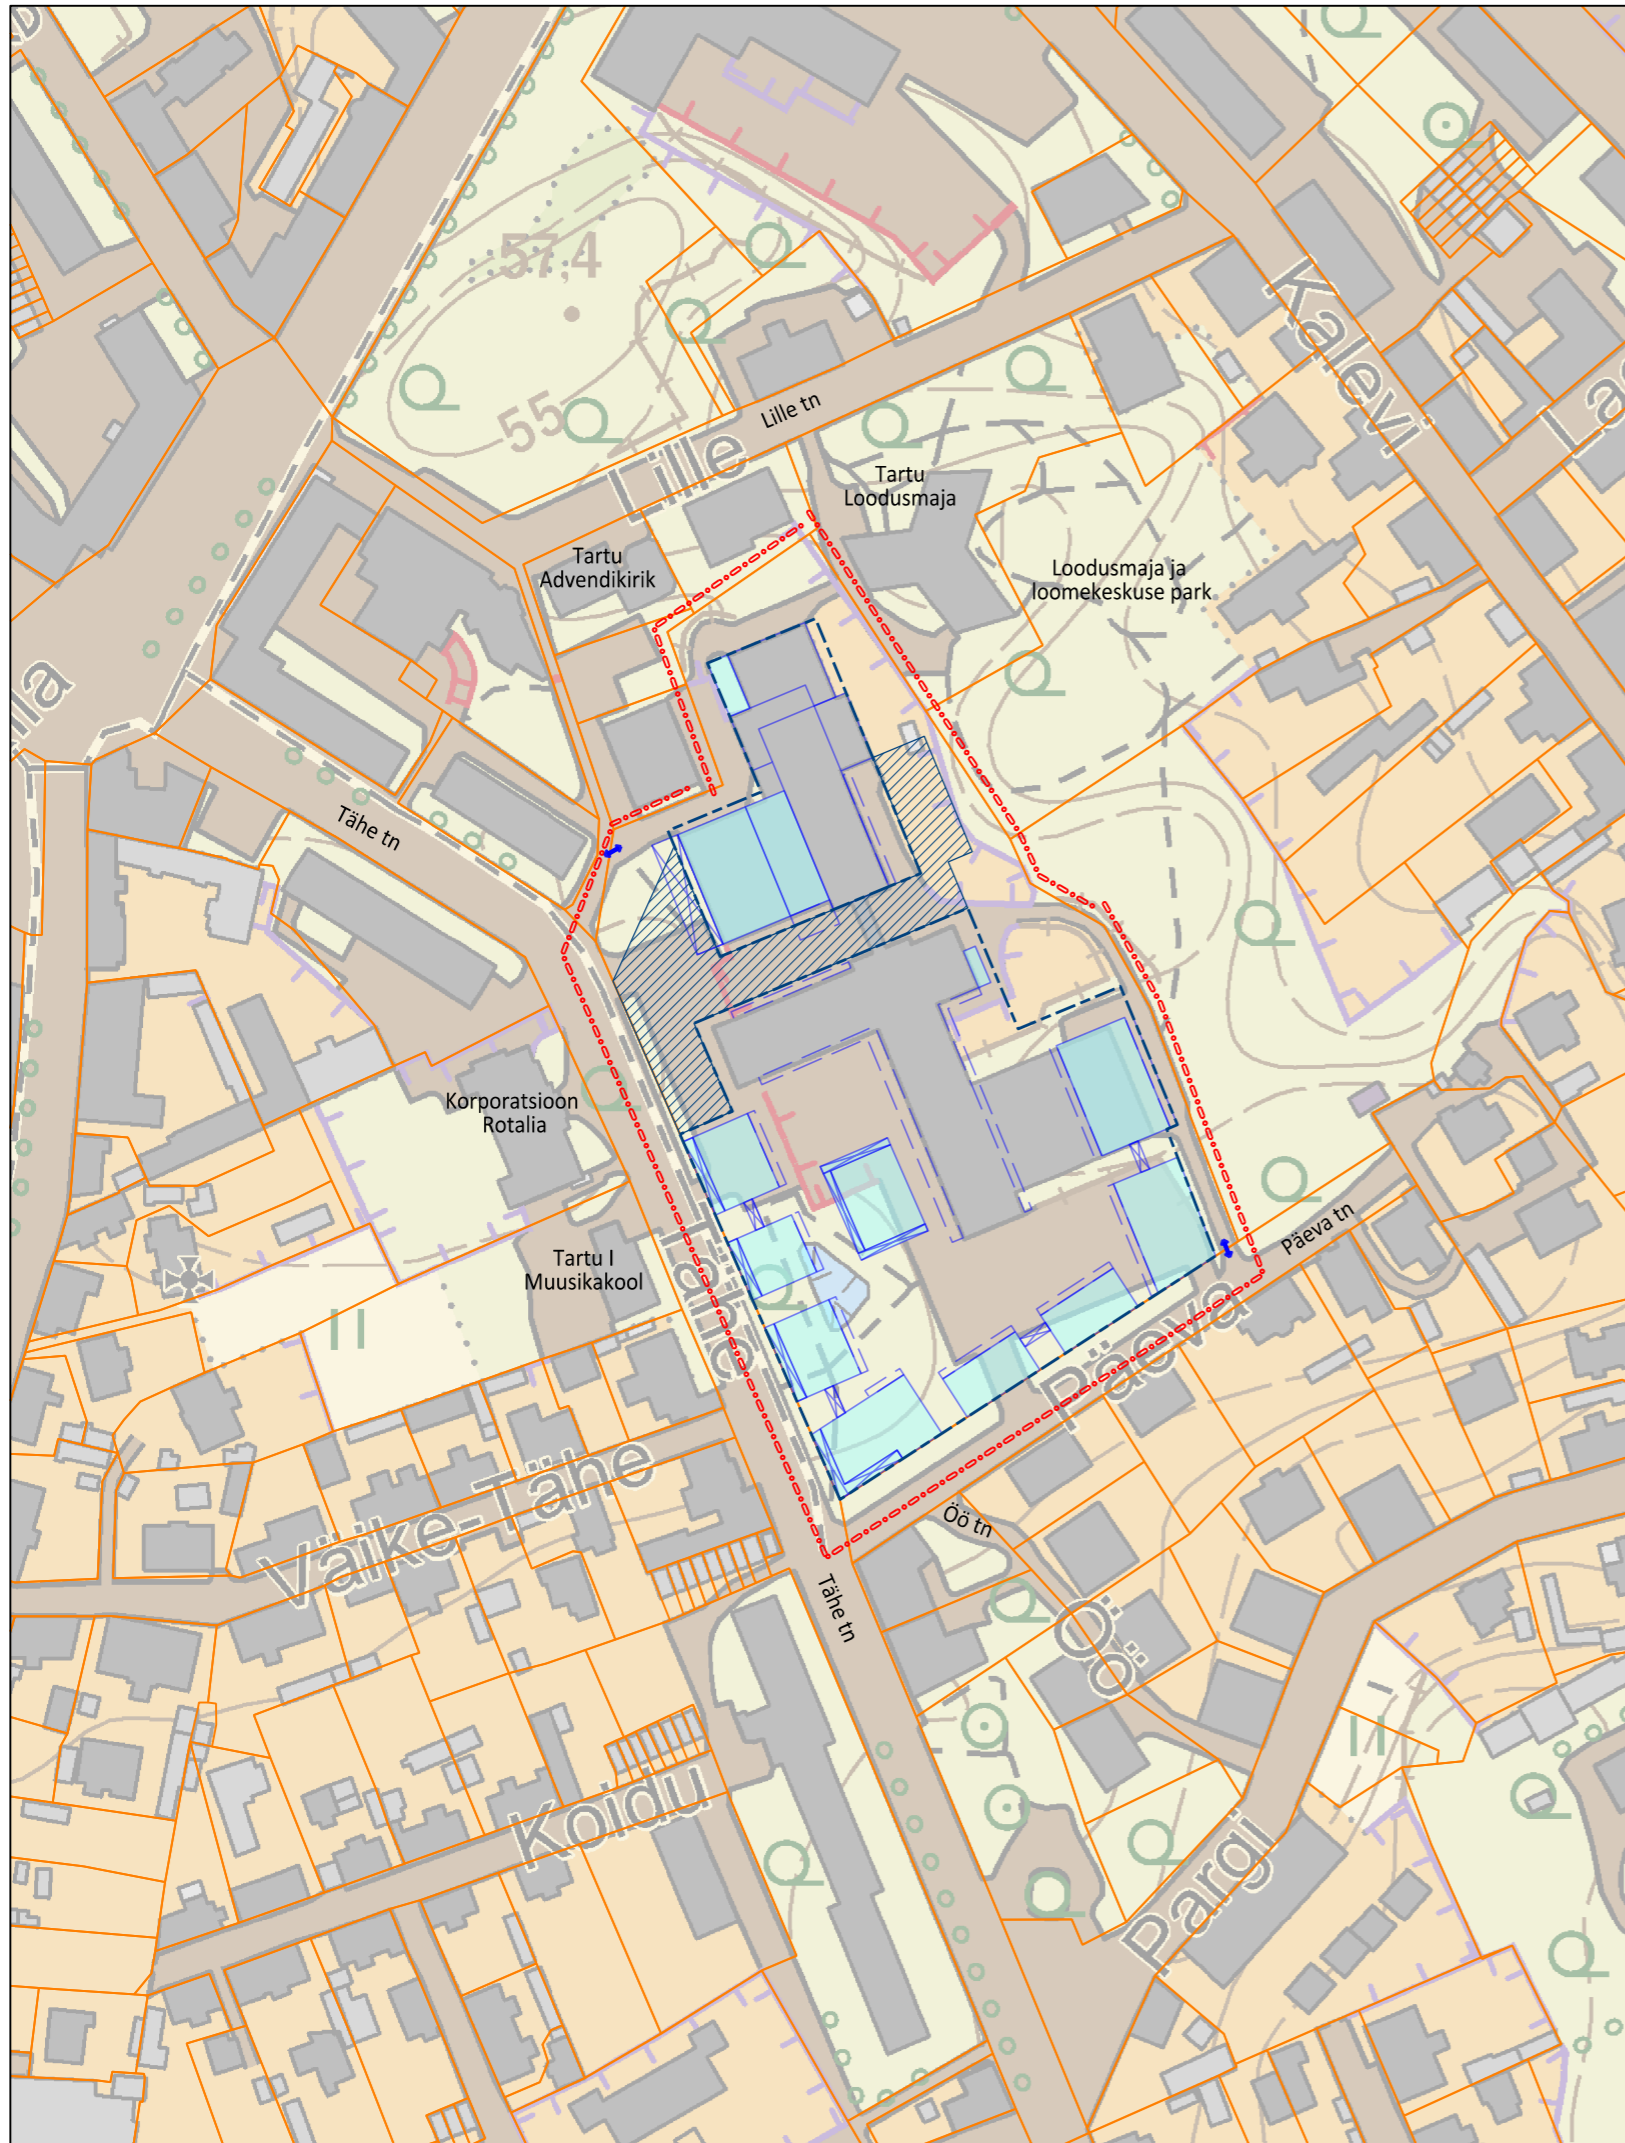 57,4
55
Lille tn
Lille
Kalevi
Tartu
Loodusmaja
Tartu
Advendikirik
Loodusmaja ja
loomekeskuse park
Tähe tn
Korporatsioon
Rotalia
Tartu I
Muusikakool
Tähe
Päeva tn
Päeva
Väike-Tähe
Öö tn
Tähe tn
Öö
Koidu
Pargi